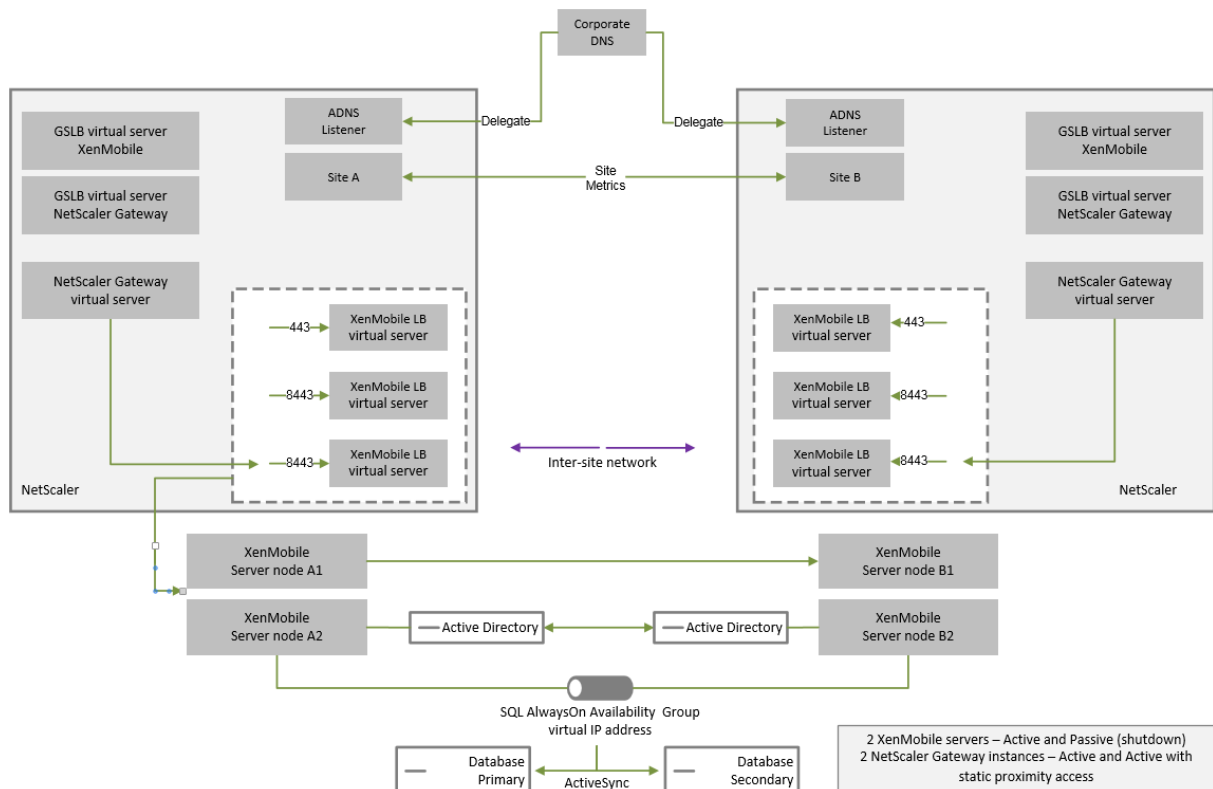 Corporate
DNS
ADNS
Listener
Delegate
Delegate
ADNS
Listener
GSLB virtual server
XenMobile
GSLB virtual server
XenMobile
Site A
Site
Metrics
Site B
GSLB virtual server
NetScaler Gateway
GSLB virtual server
NetScaler Gateway
NetScaler Gateway
virtual server
NetScaler Gateway
virtual server
443
XenMobile LB
virtual server
XenMobile LB
virtual server
443
8443
XenMobile LB
virtual server
XenMobile LB
virtual server
8443
8443
XenMobile LB
virtual server
Inter-site network
XenMobile LB
virtual server
8443
NetScaler
NetScaler
XenMobile
Server node A1
XenMobile
Server node B1
XenMobile
Server node A2
Active Directory
Active Directory
XenMobile
Server node B2
SQL AlwaysOn Availability Group
virtual IP address
Database
Primary
ActiveSync
Database
Secondary
2 XenMobile servers – Active and Passive (shutdown)
2 NetScaler Gateway instances – Active and Active with
static proximity access